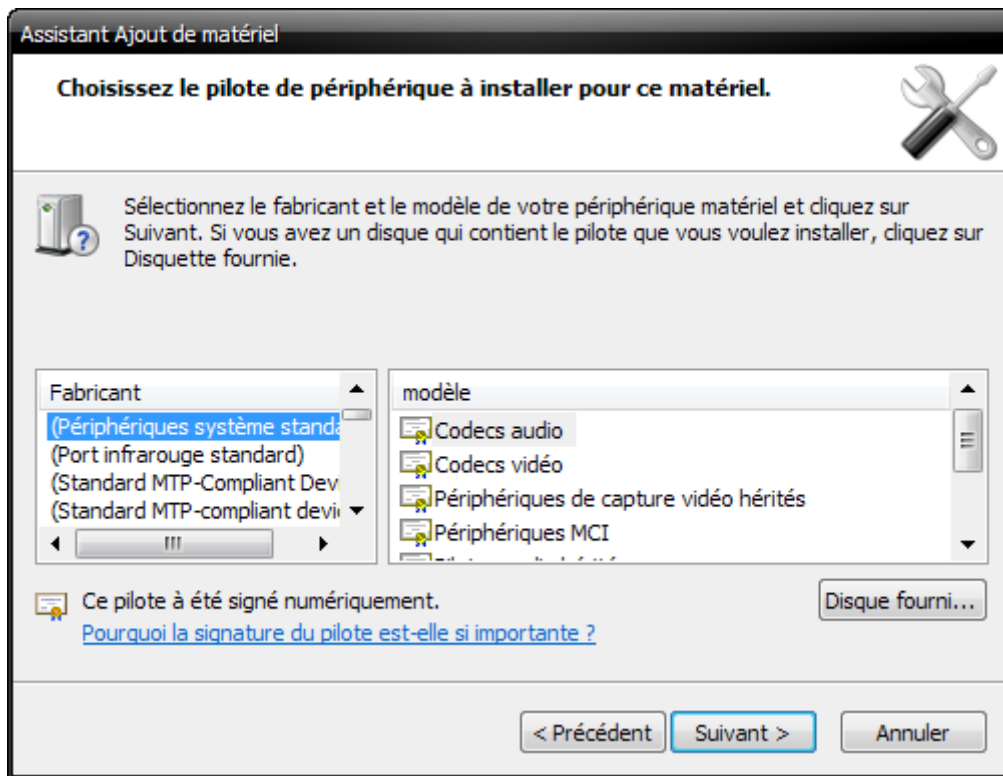 Assistant Ajout de matériel
Choisissez le pilote de périphérique à installer pour ce matériel.
Sélectionnez le fabricant et le modèle de votre périphérique matériel et cliquez sur
Suivant. Si vous avez un disque qui contient le pilote que vous voulez installer, cliquez sur
Disquette fournie.
Fabricant
(Périphériques système standa
(Port infrarouge standard)
(Standard MTP-Compliant Devi
(Standard MTP-compliant devi
modèle
Codecs audio
Codecs vidéo
Périphériques de capture vidéo hérités
Périphériques MCI
Ce pilote à été signé numériquement.
Pourquoi la signature du pilote est-elle si importante ?
Disque fourni...
< Précédent
Suivant >
Annuler